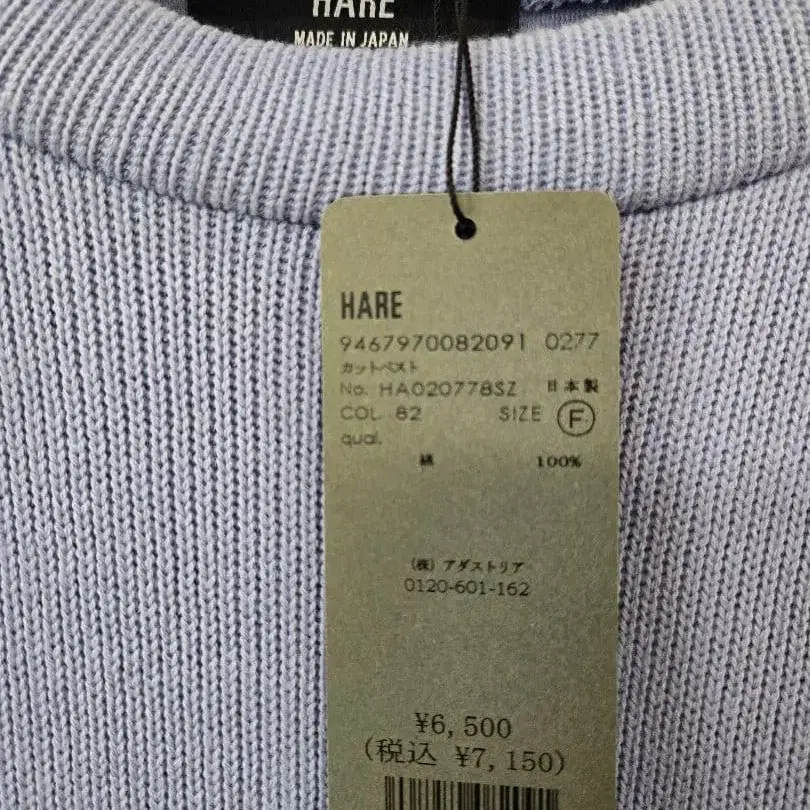 HARE
MADE IN JAPAN
HARE
9467970082091 0277
カットベスト
No. HA020778SZ 日本製
COL 82 SIZE F
qual.
綿 100%
(株) アダストリア
0120-601-162
¥6,500
(税込 ¥7,150)